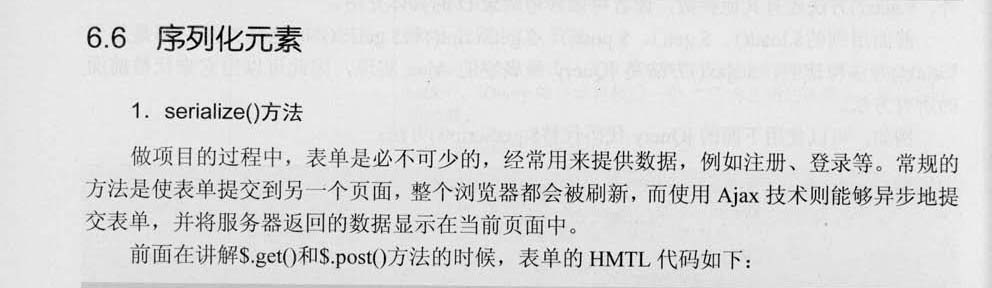 6.6 序列化元素
1. serialize()方法
做项目的过程中，表单是必不可少的，经常用来提供数据，例如注册、登录等。常规的
方法是使表单提交到另一个页面，整个浏览器都会被刷新，而使用 Ajax 技术则能够异步地提
交表单，并将服务器返回的数据显示在当前页面中。
前面在讲解$.get()和$.post()方法的时候，表单的 HMTL 代码如下：